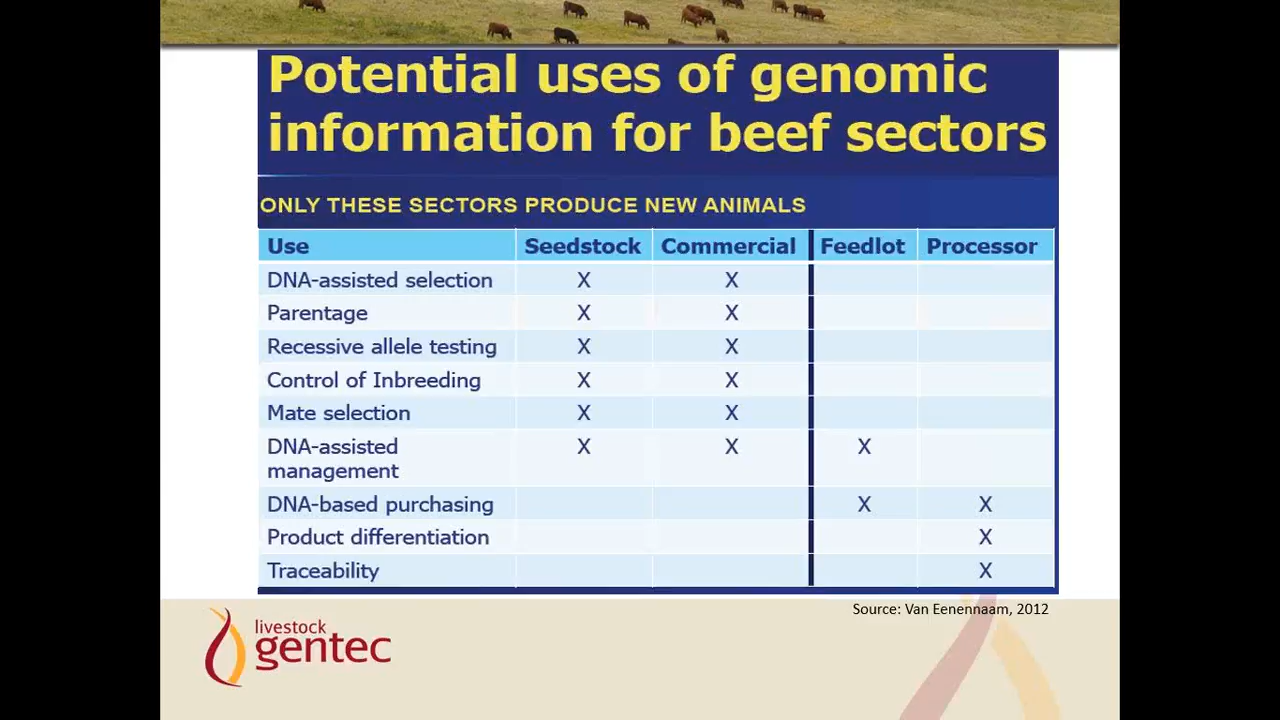 Potential uses of genomic
information for beef sectors
ONLY THESE SECTORS PRODUCE NEW ANIMALS
Use Seedstock Commercial Feedlot Processor
DNA-assisted selection X X
Parentage X X
Recessive allele testing X X
Control of Inbreeding X X
Mate selection X X
DNA-assisted
management X X X
DNA-based purchasing X X
Product differentiation X
Traceability X
Source: Van Eenennaam, 2012
livestock
gentec